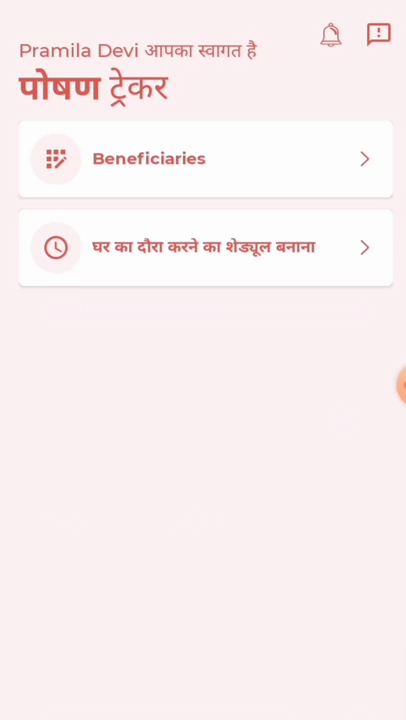 Pramila Devi आपका स्वागत है
पोषण ट्रेकर
Beneficiaries
घर का दौरा करने का शेड्यूल बनाना